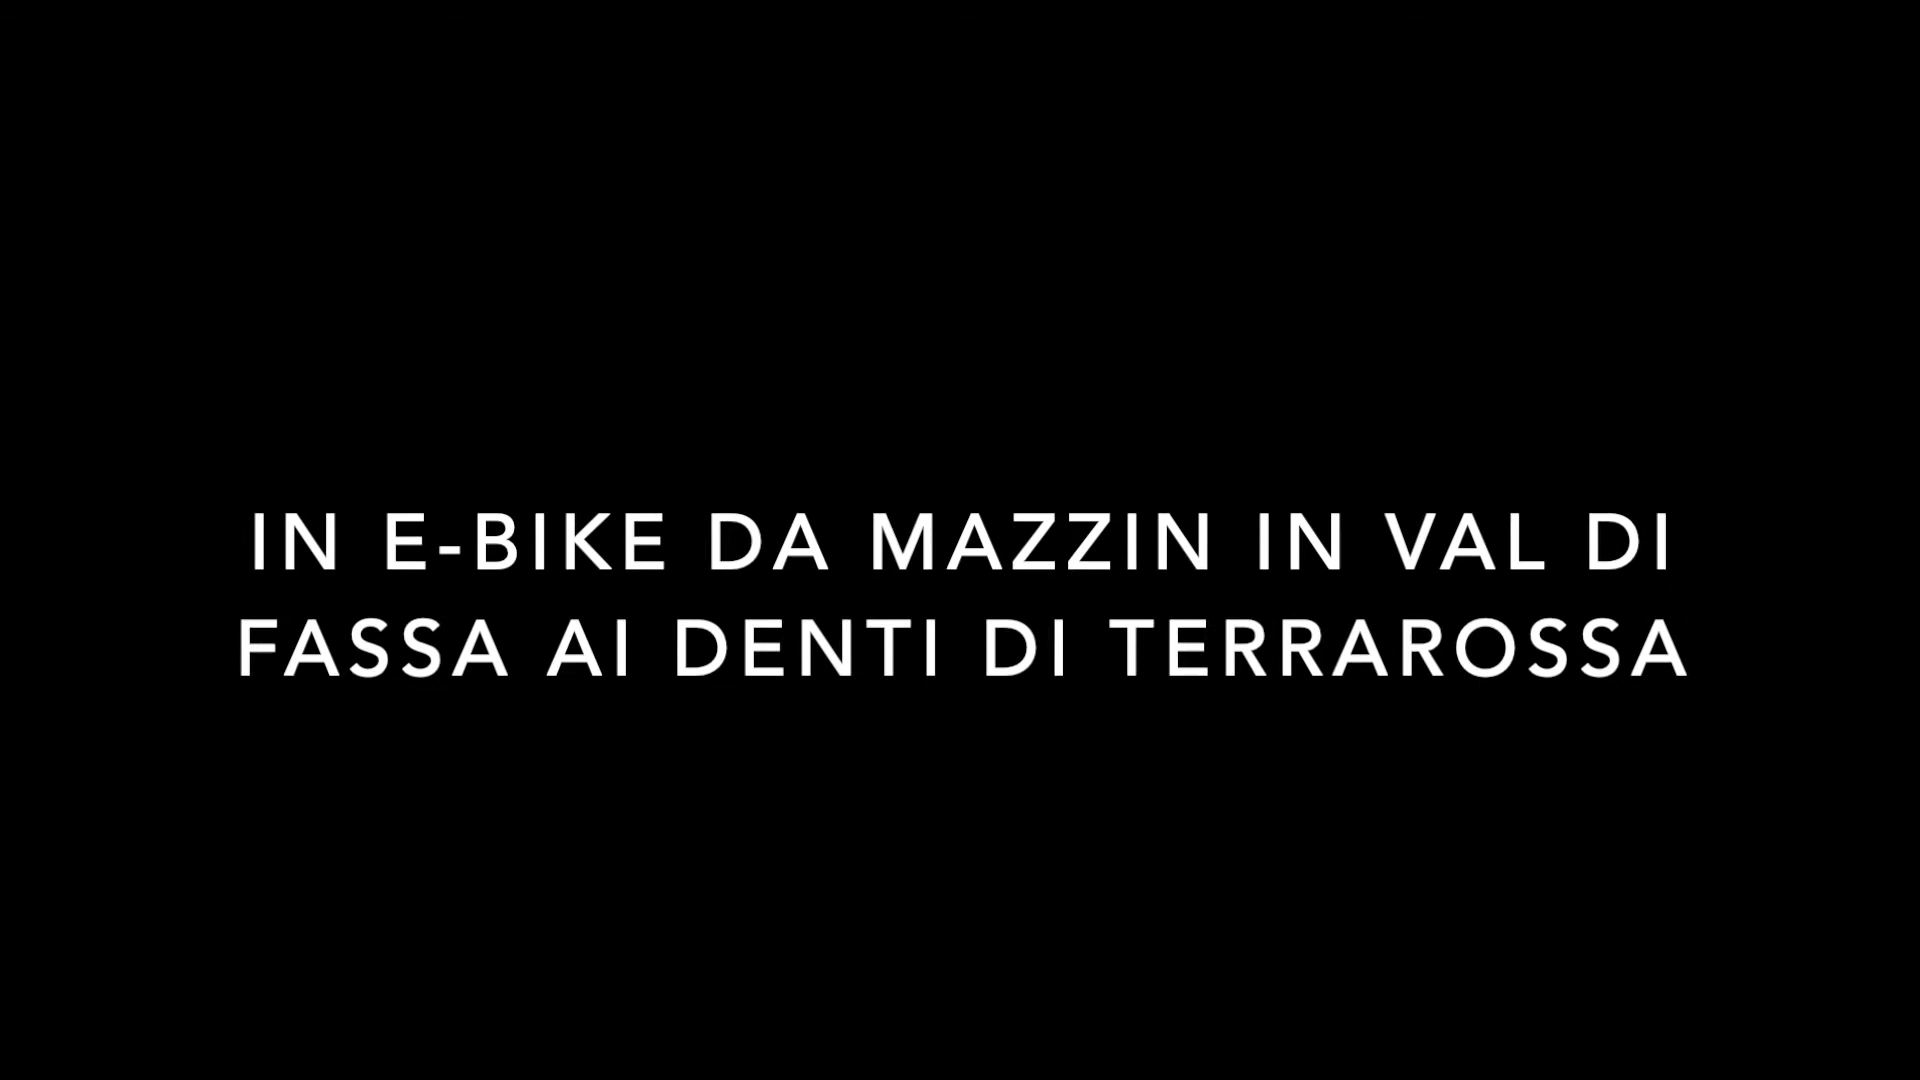 IN E-BIKE DA MAZZIN IN VAL DI
FASSA AI DENTI DI TERRAROSSA